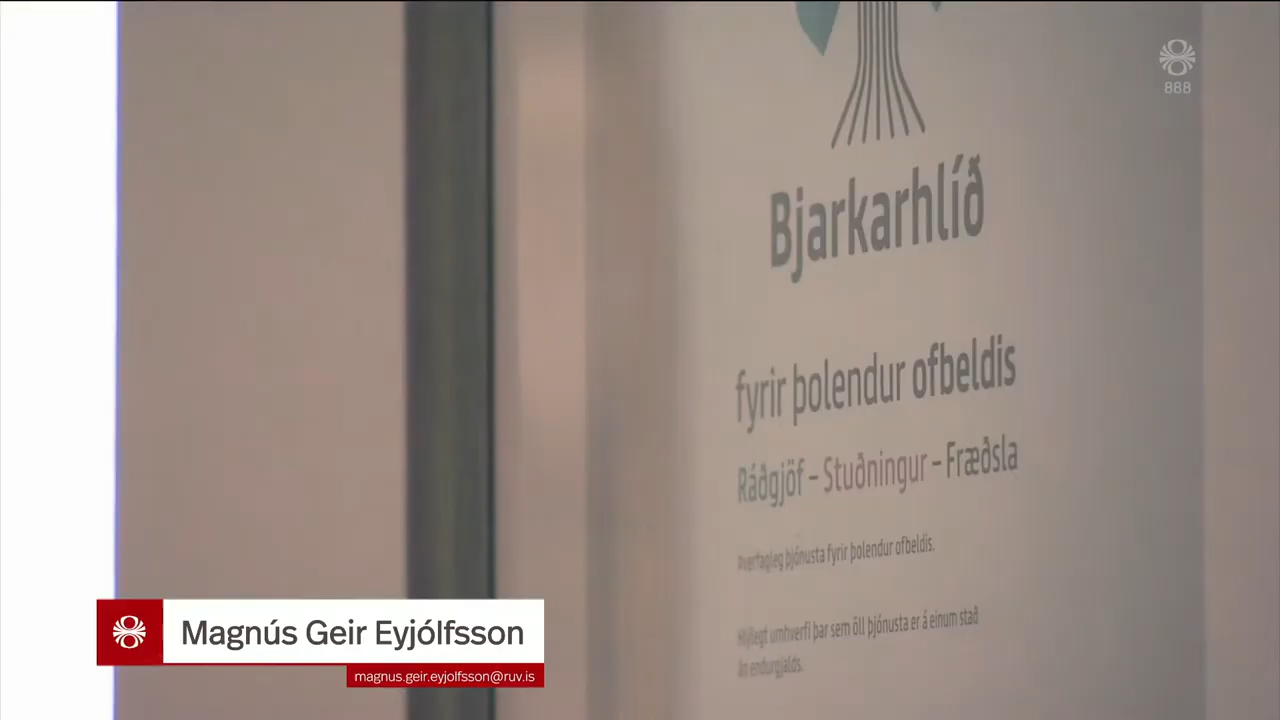 888
Bjarkarhlíð
fyrir þolendur ofbeldis
Ráðgjöf – Stuðningur – Fræðsla
Þverfagleg þjónusta fyrir þolendur ofbeldis.
Hlýlegt umhverfi þar sem öll þjónusta er á einum stað
án endurgjalds.
Magnús Geir Eyjólfsson
magnus.geir.eyjolfsson@ruv.is